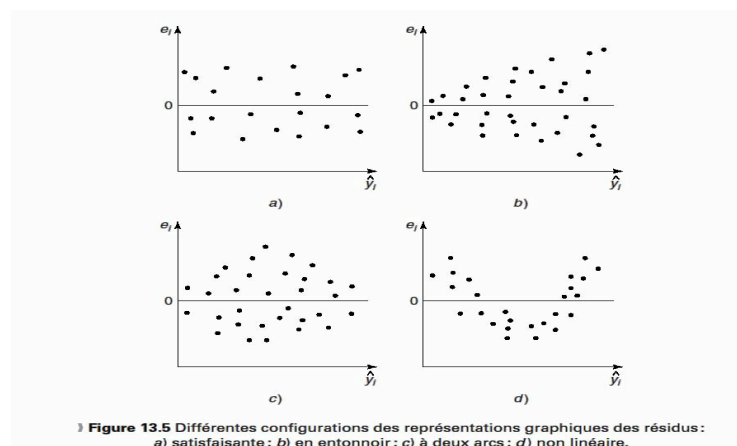 eᵢ
eᵢ
0
0
ŷᵢ
ŷᵢ
a)
b)
eᵢ
eᵢ
0
0
ŷᵢ
ŷᵢ
c)
d)
Figure 13.5 Différentes configurations des représentations graphiques des résidus :
a) satisfaisante ; b) en entonnoir ; c) à deux arcs ; d) non linéaire.